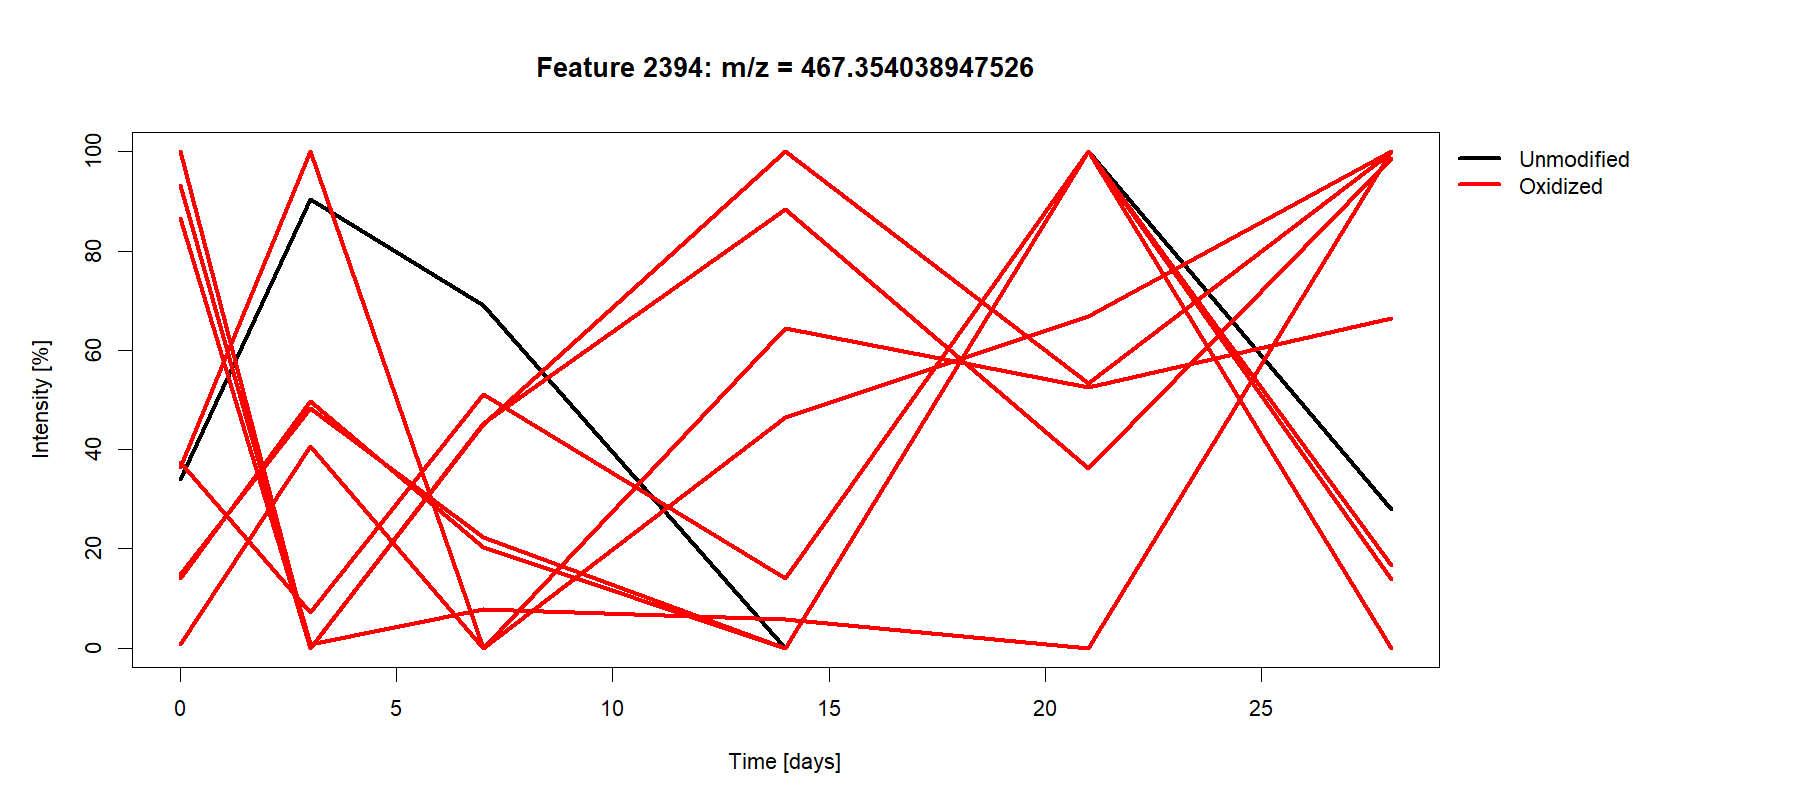 Feature 2394: m/z = 467.354038947526
Unmodified
Oxidized
100
80
60
40
20
0
Intensity [%]
0 5 10 15 20 25
Time [days]